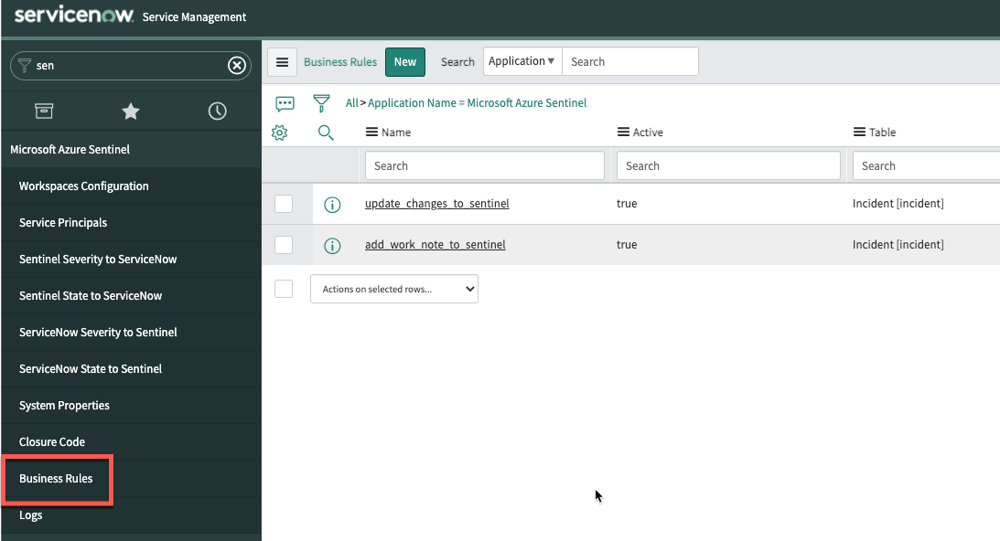 servicenow. Service Management
sen
Business Rules New Search Application▼ Search
All > Application Name = Microsoft Azure Sentinel
Name Active Table
Search Search Search
update_changes_to_sentinel true Incident [incident]
add_work_note_to_sentinel true Incident [incident]
Actions on selected rows...
Microsoft Azure Sentinel
Workspaces Configuration
Service Principals
Sentinel Severity to ServiceNow
Sentinel State to ServiceNow
ServiceNow Severity to Sentinel
ServiceNow State to Sentinel
System Properties
Closure Code
Business Rules
Logs